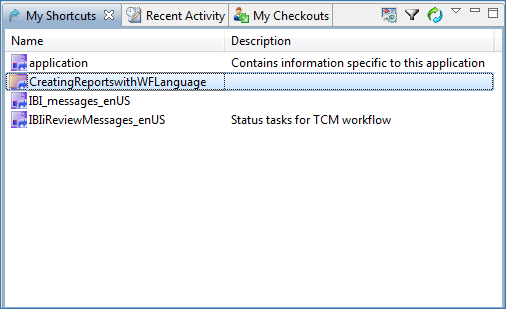 My Shortcuts Recent Activity My Checkouts
Name Description
application Contains information specific to this application
CreatingReportswithWFLanguage
IBI_messages_enUS
IBIiReviewMessages_enUS Status tasks for TCM workflow